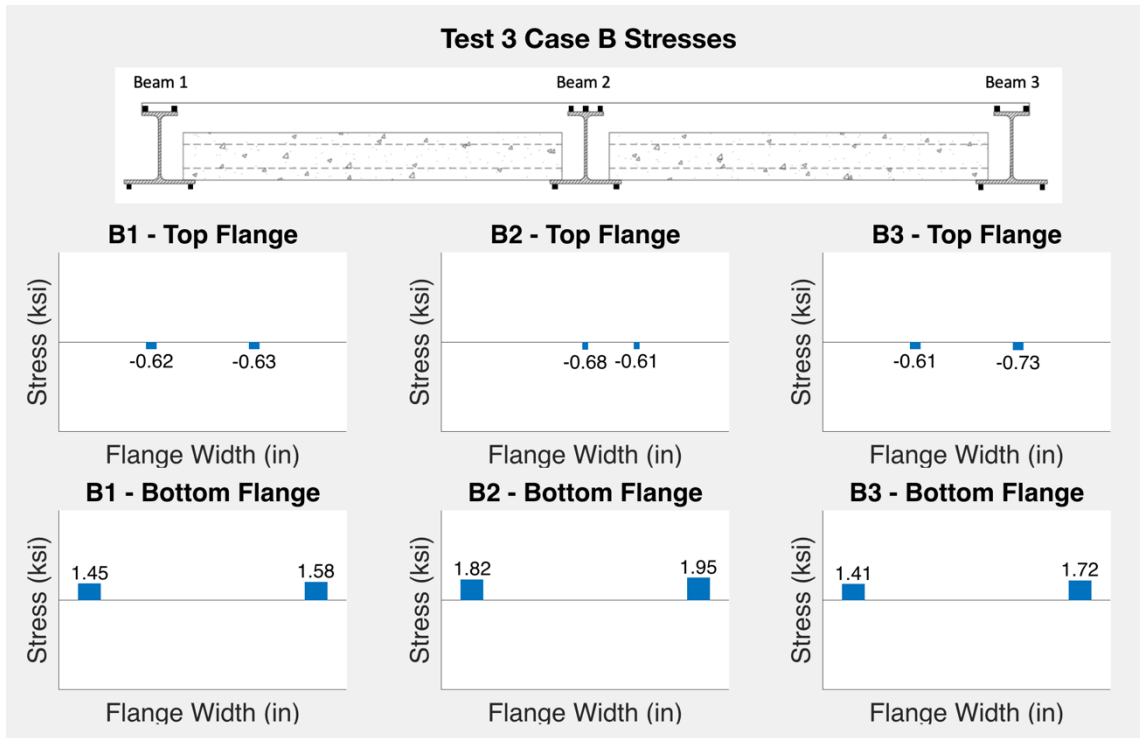 Test 3 Case B Stresses
Beam 1 Beam 2 Beam 3
B1 - Top Flange
Stress (ksi)
-0.62 -0.63
Flange Width (in)
B2 - Top Flange
Stress (ksi)
-0.68 -0.61
Flange Width (in)
B3 - Top Flange
Stress (ksi)
-0.61 -0.73
Flange Width (in)
B1 - Bottom Flange
Stress (ksi)
1.45 1.58
Flange Width (in)
B2 - Bottom Flange
Stress (ksi)
1.82 1.95
Flange Width (in)
B3 - Bottom Flange
Stress (ksi)
1.41 1.72
Flange Width (in)